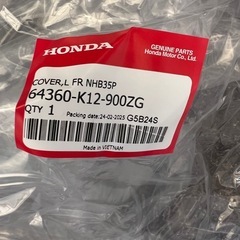 HONDA
GENUINE PARTS
Honda Motor Co., Ltd.
COVER,L FR NHB35P
64360-K12-900ZG
QTY 1 Packing date:24-02-2025 G5B24S
Made in VIETNAM